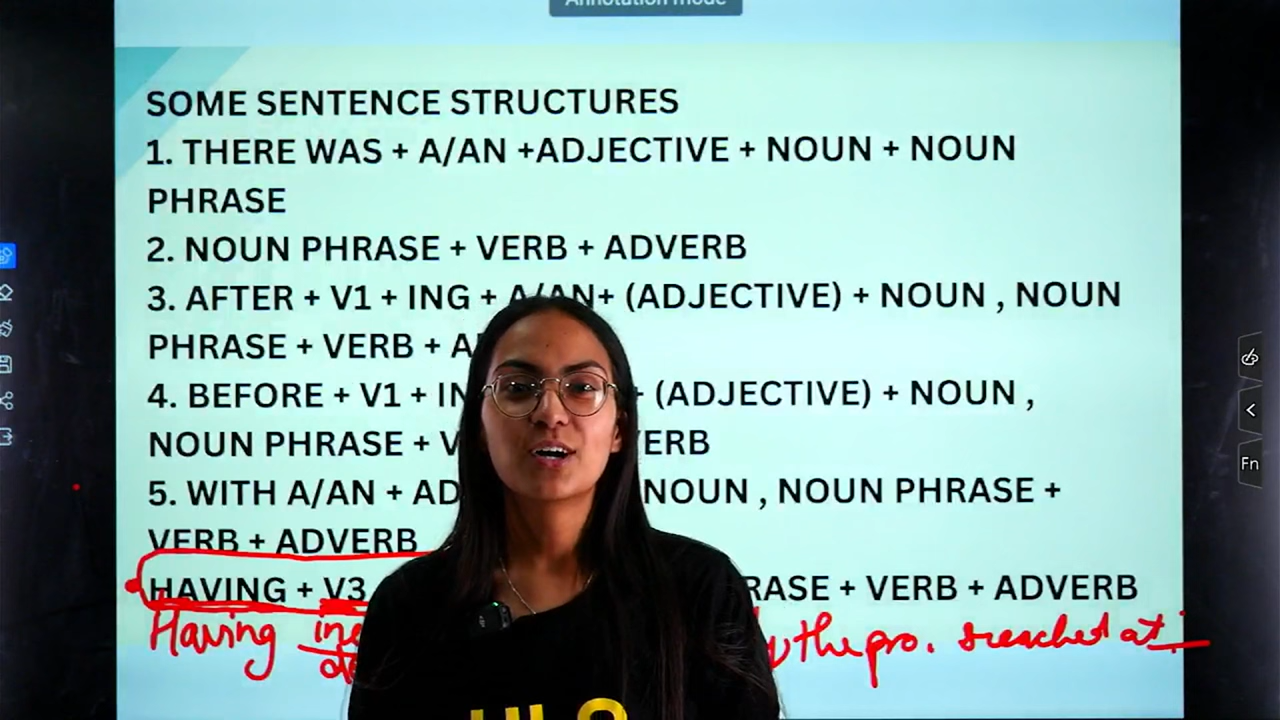 Annotation mode
SOME SENTENCE STRUCTURES
1. THERE WAS + A/AN +ADJECTIVE + NOUN + NOUN
PHRASE
2. NOUN PHRASE + VERB + ADVERB
3. AFTER + V1 + ING + A/AN+ (ADJECTIVE) + NOUN , NOUN
PHRASE + VERB + A
4. BEFORE + V1 + IN + (ADJECTIVE) + NOUN ,
NOUN PHRASE + V ERB
5. WITH A/AN + AD NOUN , NOUN PHRASE +
VERB + ADVERB
HAVING + V3 RASE + VERB + ADVERB
Having the pro. reached at
Fn